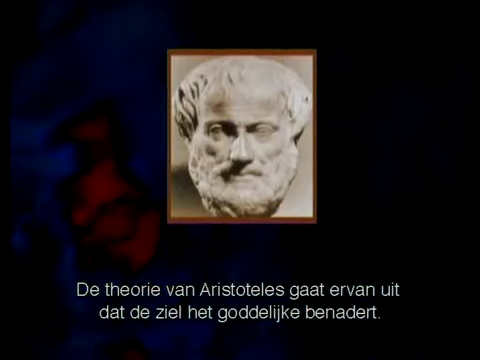 De theorie van Aristoteles gaat ervan uit
dat de ziel het goddelijke benadert.